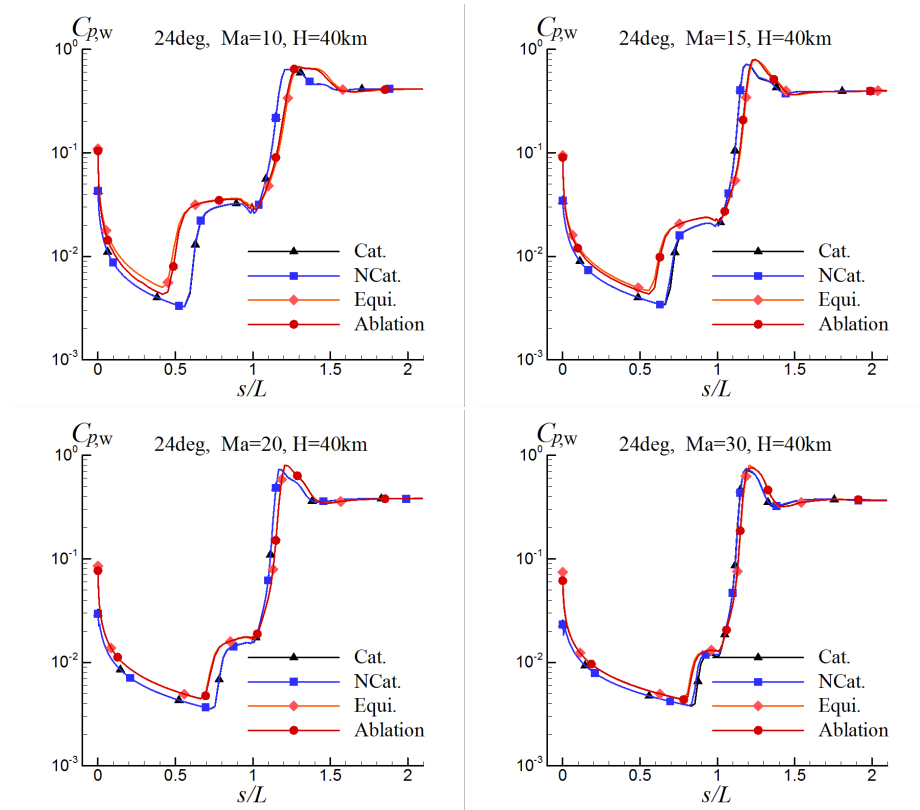 Cp,w
24deg, Ma=10, H=40km
10^0
10^-1
10^-2
10^-3
Cat.
NCat.
Equi.
Ablation
0 0.5 1 1.5 2
s/L
Cp,w
24deg, Ma=15, H=40km
10^0
10^-1
10^-2
10^-3
Cat.
NCat.
Equi.
Ablation
0 0.5 1 1.5 2
s/L
Cp,w
24deg, Ma=20, H=40km
10^0
10^-1
10^-2
10^-3
Cat.
NCat.
Equi.
Ablation
0 0.5 1 1.5 2
s/L
Cp,w
24deg, Ma=30, H=40km
10^0
10^-1
10^-2
10^-3
Cat.
NCat.
Equi.
Ablation
0 0.5 1 1.5 2
s/L